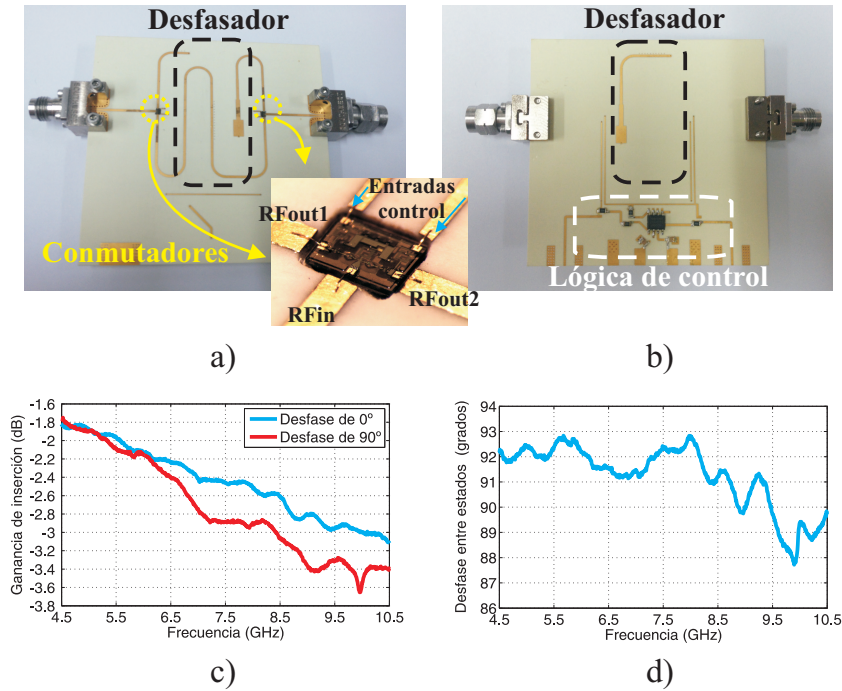 Desfasador
Entradas
control
RFout1
Conmutadores
RFin
RFout2
a)
Desfasador
Lógica de control
b)
Ganancia de inserción (dB)
-1.6
-1.8
-2
-2.2
-2.4
-2.6
-2.8
-3
-3.2
-3.4
-3.6
-3.8
Desfase de 0º
Desfase de 90º
4.5 5.5 6.5 7.5 8.5 9.5 10.5
Frecuencia (GHz)
c)
Desfase entre estados (grados)
94
93
92
91
90
89
88
87
86
4.5 5.5 6.5 7.5 8.5 9.5 10.5
Frecuencia (GHz)
d)